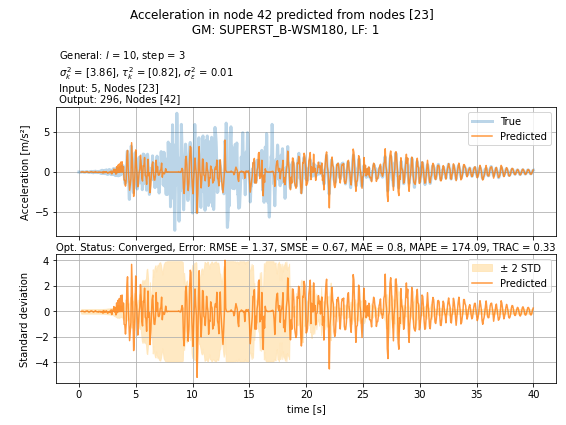 Acceleration in node 42 predicted from nodes [23]
GM: SUPERST_B-WSM180, LF: 1
General: l = 10, step = 3
σ²ₖ = [3.86], τ²ₖ = [0.82], σ²ε = 0.01
Input: 5, Nodes [23]
Output: 296, Nodes [42]
Acceleration [m/s²]
5
0
−5
True
Predicted
Opt. Status: Converged, Error: RMSE = 1.37, SMSE = 0.67, MAE = 0.8, MAPE = 174.09, TRAC = 0.33
Standard deviation
4
2
0
−2
−4
± 2 STD
Predicted
0 5 10 15 20 25 30 35 40
time [s]